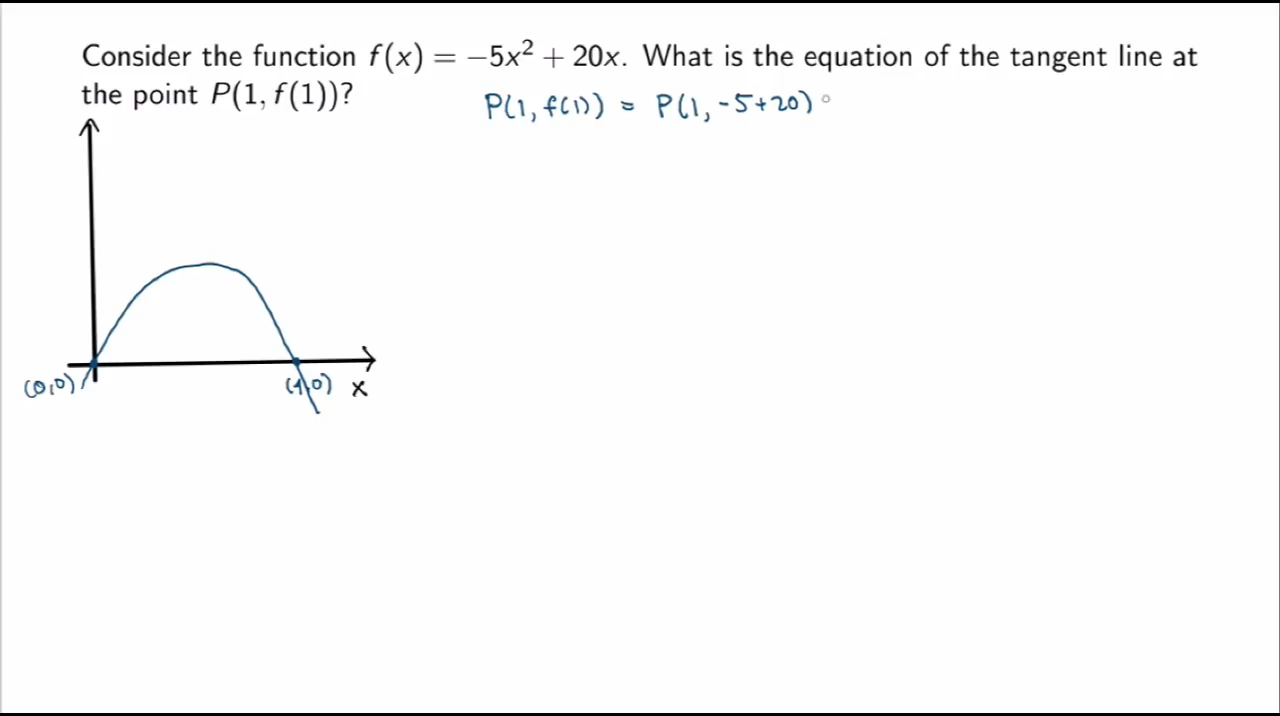 Consider the function f(x) = −5x² + 20x. What is the equation of the tangent line at
the point P(1, f(1))?
P(1, f(1)) = P(1, -5+20)
(0,0)
(4,0)
x